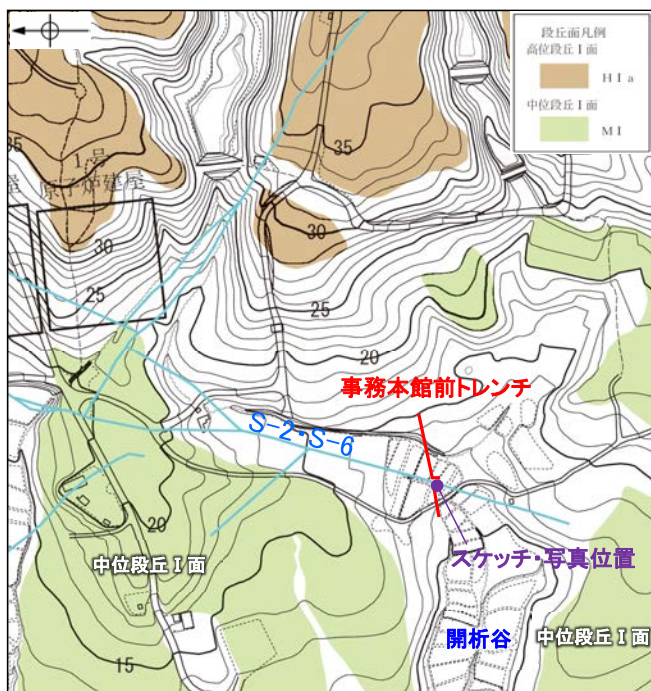 段丘面凡例
高位段丘Ⅰ面
HⅠa
中位段丘Ⅰ面
MⅠ
35
35
1号
原子炉建屋
屋
30
30
25
25
20
事務本館前トレンチ
S-2・S-6
20
スケッチ・写真位置
中位段丘Ⅰ面
開析谷
中位段丘Ⅰ面
15